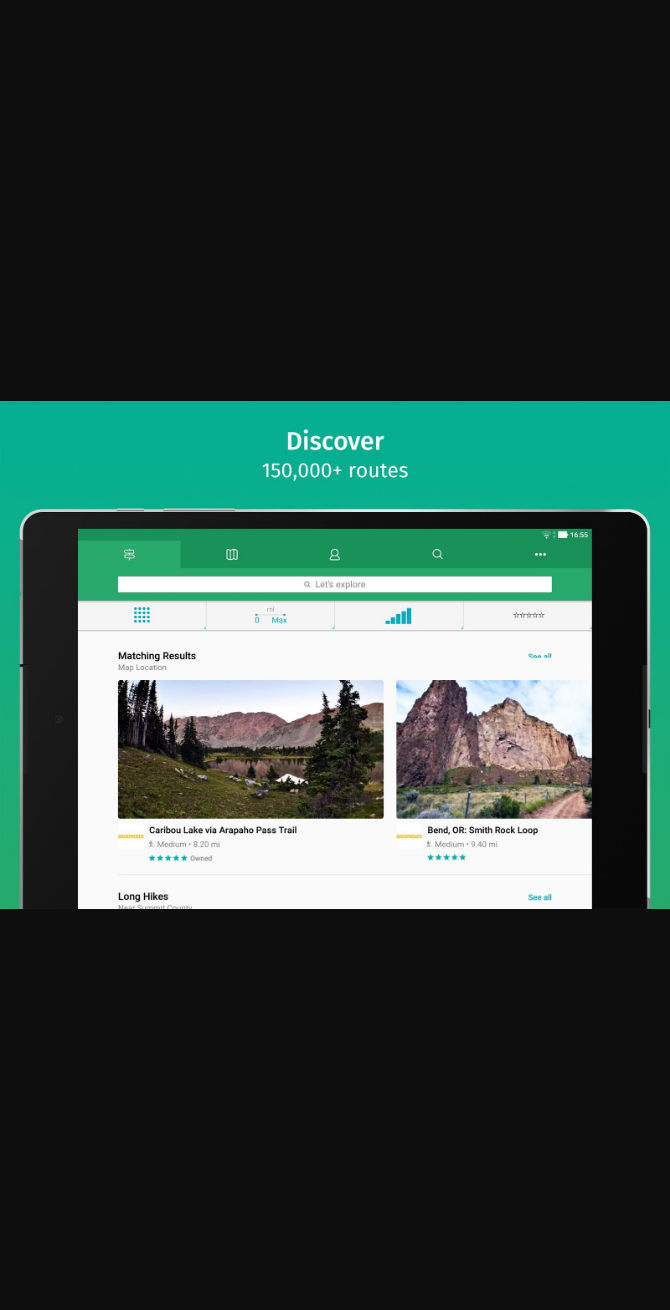 Discover
150,000+ routes
16:55
Let's explore
mi
0 Max
Matching Results
See all
Map Location
BACKPACKER
Caribou Lake via Arapaho Pass Trail
Medium • 8.20 mi
Owned
BACKPACKER
Bend, OR: Smith Rock Loop
Medium • 9.40 mi
Long Hikes
See all
Near Summit County